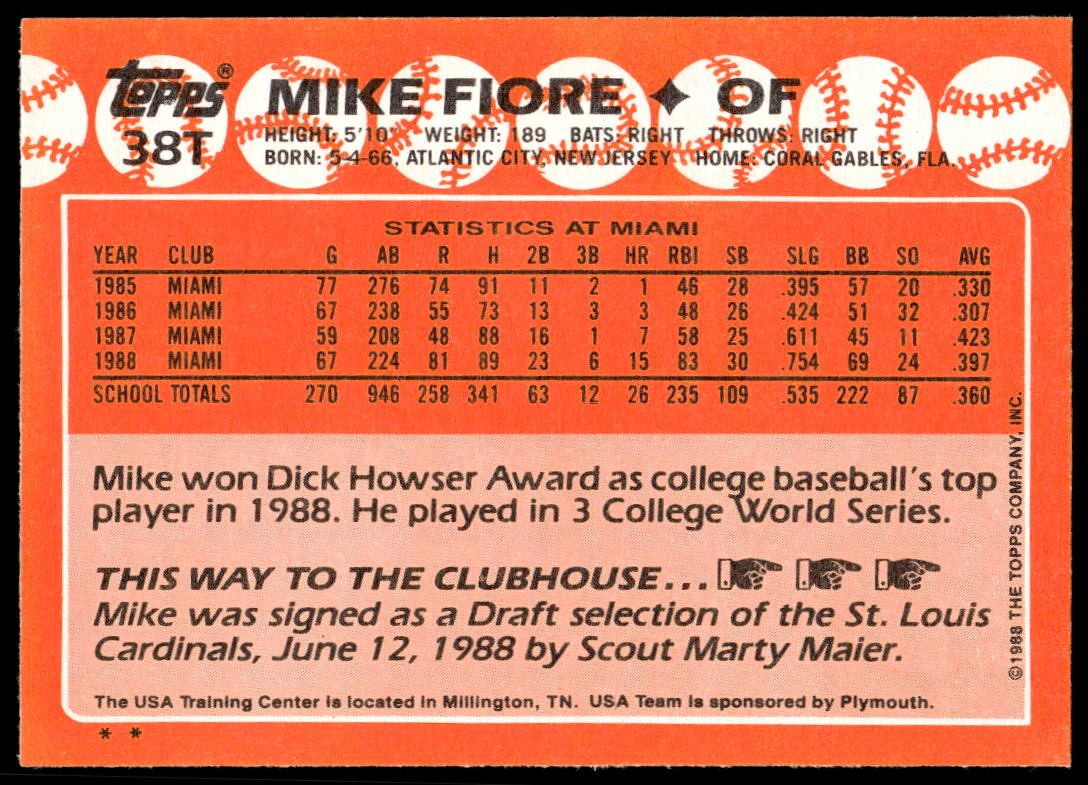 topps®
38T
MIKE FIORE ✦ OF
HEIGHT: 5'10" WEIGHT: 189 BATS: RIGHT THROWS: RIGHT
BORN: 5-4-66, ATLANTIC CITY, NEW JERSEY HOME: CORAL GABLES, FLA.
STATISTICS AT MIAMI
YEAR CLUB G AB R H 2B 3B HR RBI SB SLG BB SO AVG
1985 MIAMI 77 276 74 91 11 2 1 46 28 .395 57 20 .330
1986 MIAMI 67 238 55 73 13 3 3 48 26 .424 51 32 .307
1987 MIAMI 59 208 48 88 16 1 7 58 25 .611 45 11 .423
1988 MIAMI 67 224 81 89 23 6 15 83 30 .754 69 24 .397
SCHOOL TOTALS 270 946 258 341 63 12 26 235 109 .535 222 87 .360
Mike won Dick Howser Award as college baseball's top
player in 1988. He played in 3 College World Series.
THIS WAY TO THE CLUBHOUSE...
Mike was signed as a Draft selection of the St. Louis
Cardinals, June 12, 1988 by Scout Marty Maier.
The USA Training Center is located in Millington, TN. USA Team is sponsored by Plymouth.
* *
©1988 THE TOPPS COMPANY, INC.